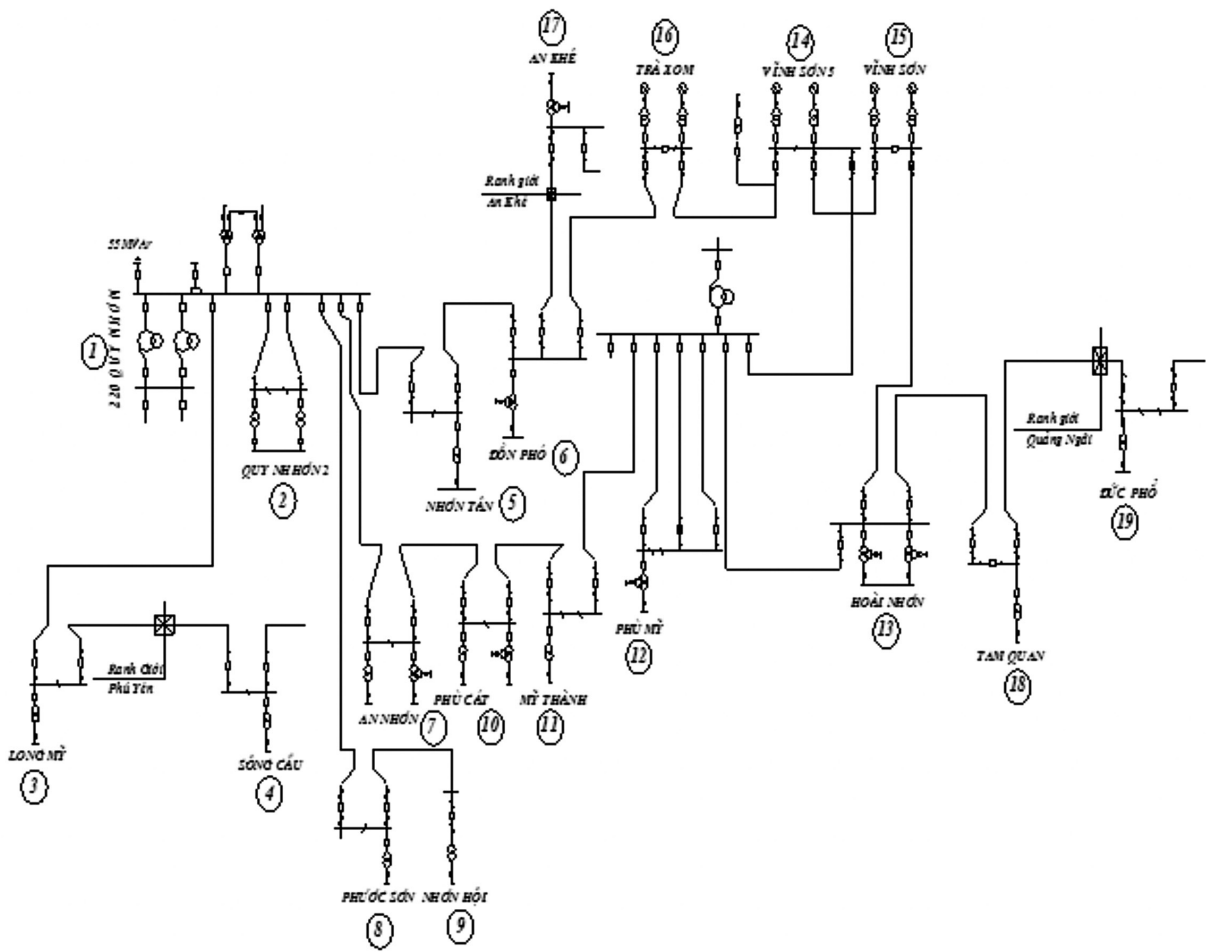 17
AN KHÊ
16
TRÀ XOM
14
VĨNH SƠN 5
15
VĨNH SƠN
Ranh giới
An Khê
55 MVAr
1
220 QUY NHƠN
QUY NHHƠN 2
2
ĐỒN PHÓ
6
NHƠN TÂN
5
Ranh giới
Quảng Ngãi
ĐỨC PHỔ
19
HOÀI NHƠN
13
PHÙ MỸ
12
TAM QUAN
18
Ranh Giới
Phú Yên
LONG MỸ
3
SÔNG CẦU
4
AN NHƠN
7
PHÙ CÁT
10
MỸ THÀNH
11
PHƯỚC SƠN
8
NHƠN HỘI
9